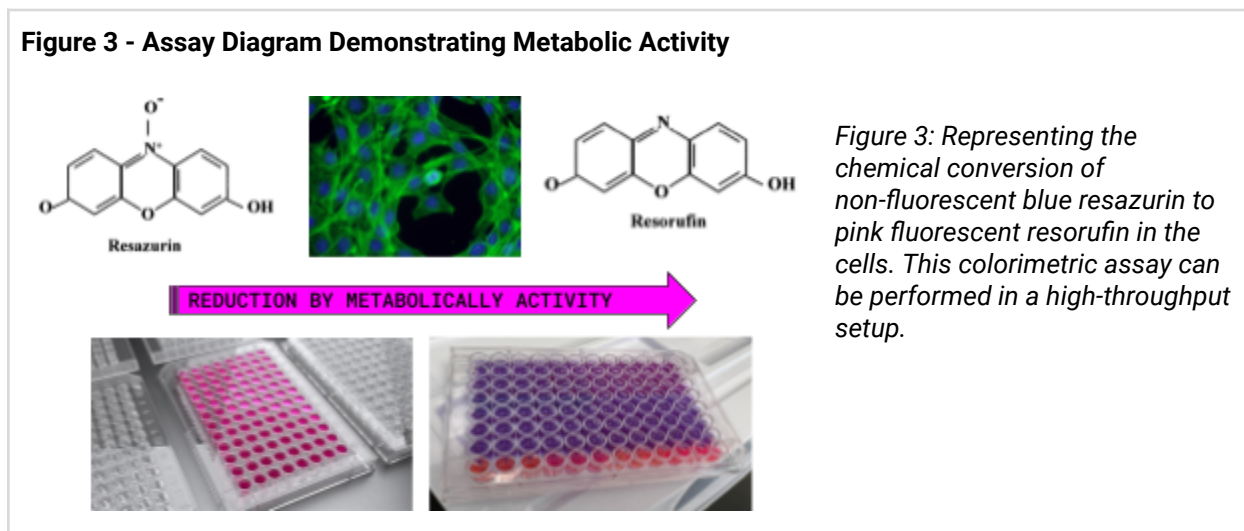 Figure 3 - Assay Diagram Demonstrating Metabolic Activity
O⁻
N⁺
O
O
OH
Resazurin
N
O
O
OH
Resorufin
REDUCTION BY METABOLICALLY ACTIVITY
Figure 3: Representing the
chemical conversion of
non-fluorescent blue resazurin to
pink fluorescent resorufin in the
cells. This colorimetric assay can
be performed in a high-throughput
setup.